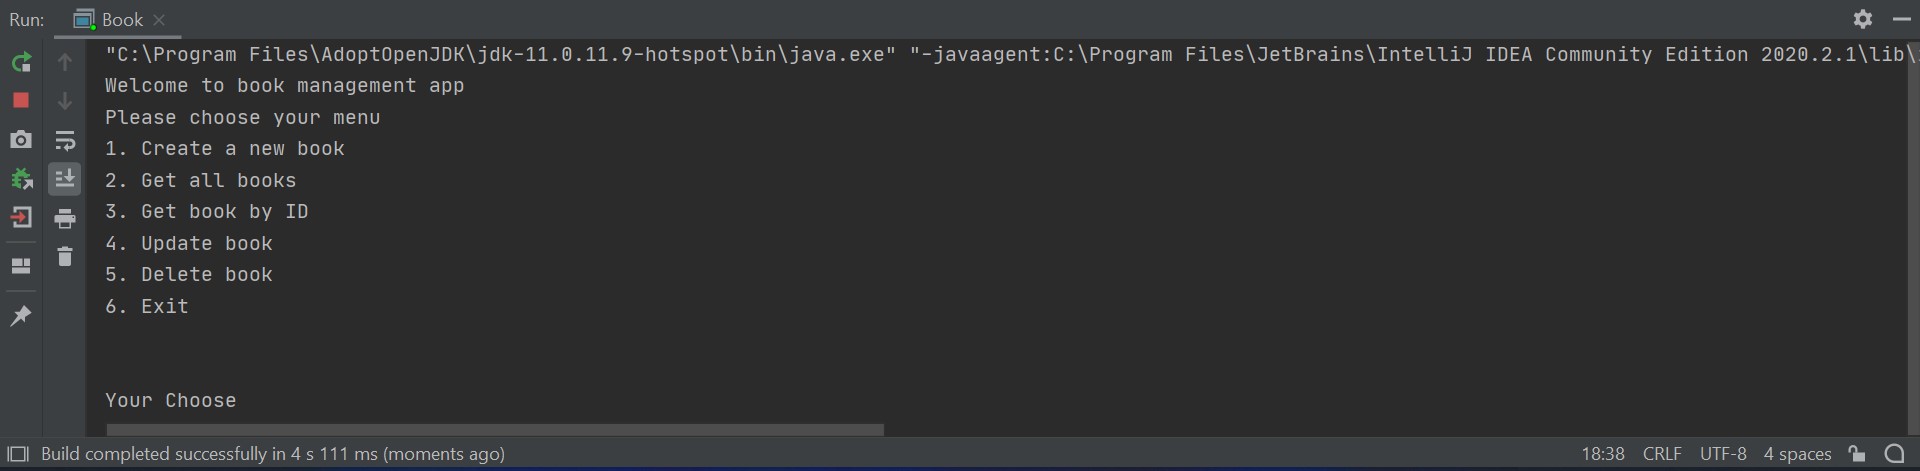 Run: Book
"C:\Program Files\AdoptOpenJDK\jdk-11.0.11.9-hotspot\bin\java.exe" "-javaagent:C:\Program Files\JetBrains\IntelliJ IDEA Community Edition 2020.2.1\lib\
Welcome to book management app
Please choose your menu
1. Create a new book
2. Get all books
3. Get book by ID
4. Update book
5. Delete book
6. Exit
Your Choose
Build completed successfully in 4 s 111 ms (moments ago) 18:38 CRLF UTF-8 4 spaces